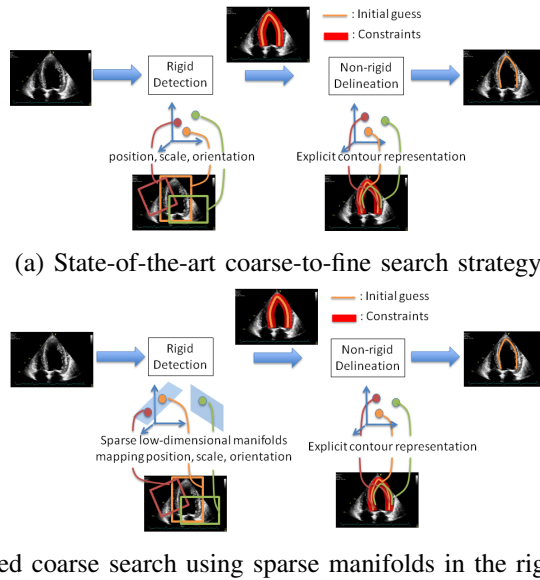 : Initial guess
: Constraints
Rigid
Detection
Non-rigid
Delineation
position, scale, orientation
Explicit contour representation
(a) State-of-the-art coarse-to-fine search strategy
: Initial guess
: Constraints
Rigid
Detection
Non-rigid
Delineation
Sparse low-dimensional manifolds
mapping position, scale, orientation
Explicit contour representation
ed coarse search using sparse manifolds in the rig